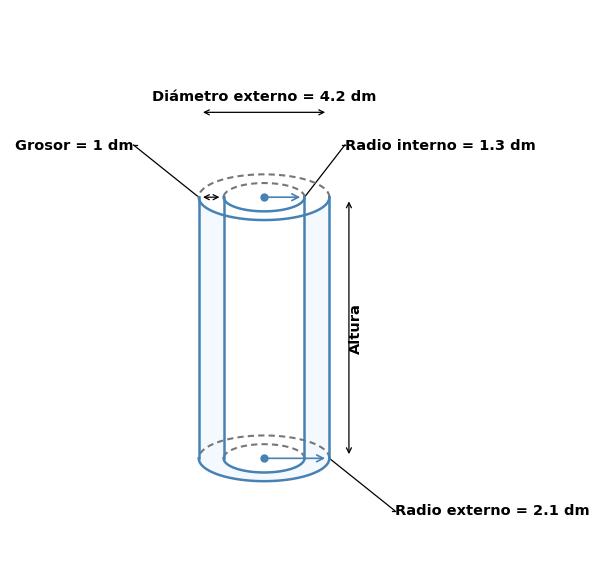 Diámetro externo = 4.2 dm
Grosor = 1 dm
Radio interno = 1.3 dm
Altura
Radio externo = 2.1 dm